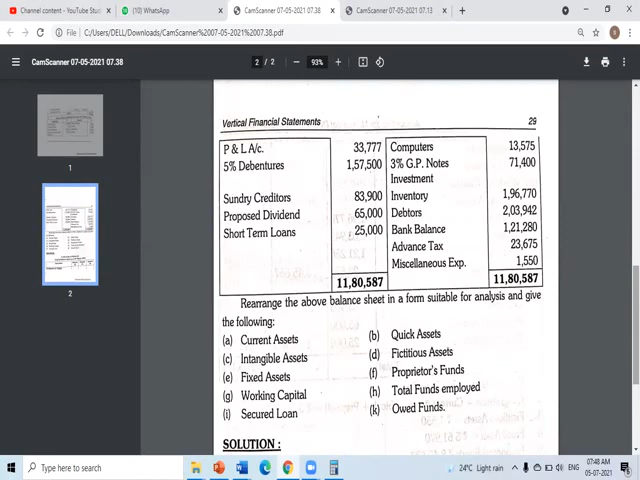 Channel content - YouTube Stud
(10) WhatsApp
CamScanner 07-05-2021 07.38
CamScanner 07-05-2021 07.13
File | C:/Users/DELL/Downloads/CamScanner%2007-05-2021%2007.38.pdf
CamScanner 07-05-2021 07.38
2 / 2
93%
1
2
Vertical Financial Statements 29
P & L A/c. 33,777 Computers 13,575
5% Debentures 1,57,500 3% G.P. Notes 71,400
Investment
Sundry Creditors 83,900 Inventory 1,96,770
Proposed Dividend 65,000 Debtors 2,03,942
Short Term Loans 25,000 Bank Balance 1,21,280
Advance Tax 23,675
Miscellaneous Exp. 1,550
11,80,587 11,80,587
Rearrange the above balance sheet in a form suitable for analysis and give
the following:
(a) Current Assets (b) Quick Assets
(c) Intangible Assets (d) Fictitious Assets
(e) Fixed Assets (f) Proprietor's Funds
(g) Working Capital (h) Total Funds employed
(i) Secured Loan (k) Owed Funds.
SOLUTION :
Type here to search
24°C Light rain
ENG
07:48 AM
05-07-2021